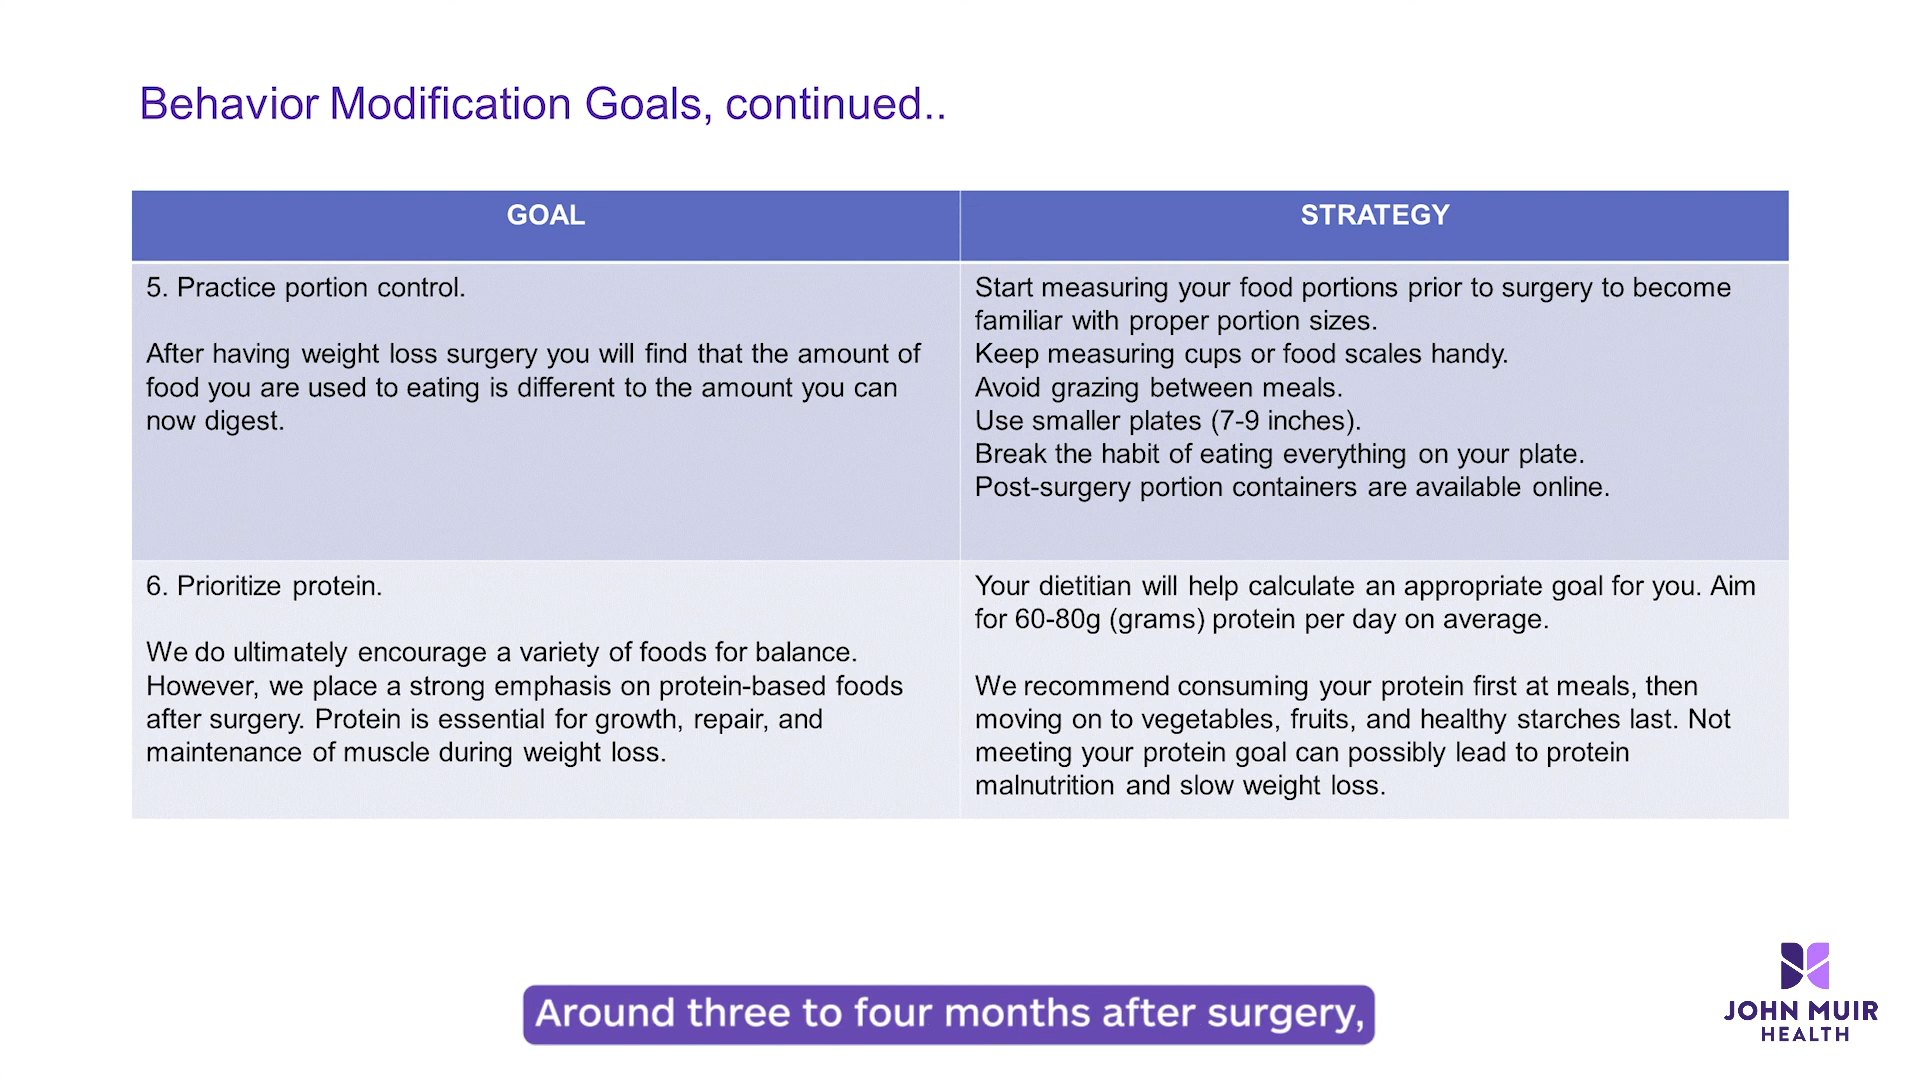 Behavior Modification Goals, continued..
GOAL
STRATEGY
5. Practice portion control.
After having weight loss surgery you will find that the amount of
food you are used to eating is different to the amount you can
now digest.
Start measuring your food portions prior to surgery to become
familiar with proper portion sizes.
Keep measuring cups or food scales handy.
Avoid grazing between meals.
Use smaller plates (7-9 inches).
Break the habit of eating everything on your plate.
Post-surgery portion containers are available online.
6. Prioritize protein.
We do ultimately encourage a variety of foods for balance.
However, we place a strong emphasis on protein-based foods
after surgery. Protein is essential for growth, repair, and
maintenance of muscle during weight loss.
Your dietitian will help calculate an appropriate goal for you. Aim
for 60-80g (grams) protein per day on average.
We recommend consuming your protein first at meals, then
moving on to vegetables, fruits, and healthy starches last. Not
meeting your protein goal can possibly lead to protein
malnutrition and slow weight loss.
Around three to four months after surgery,
JOHN MUIR
HEALTH